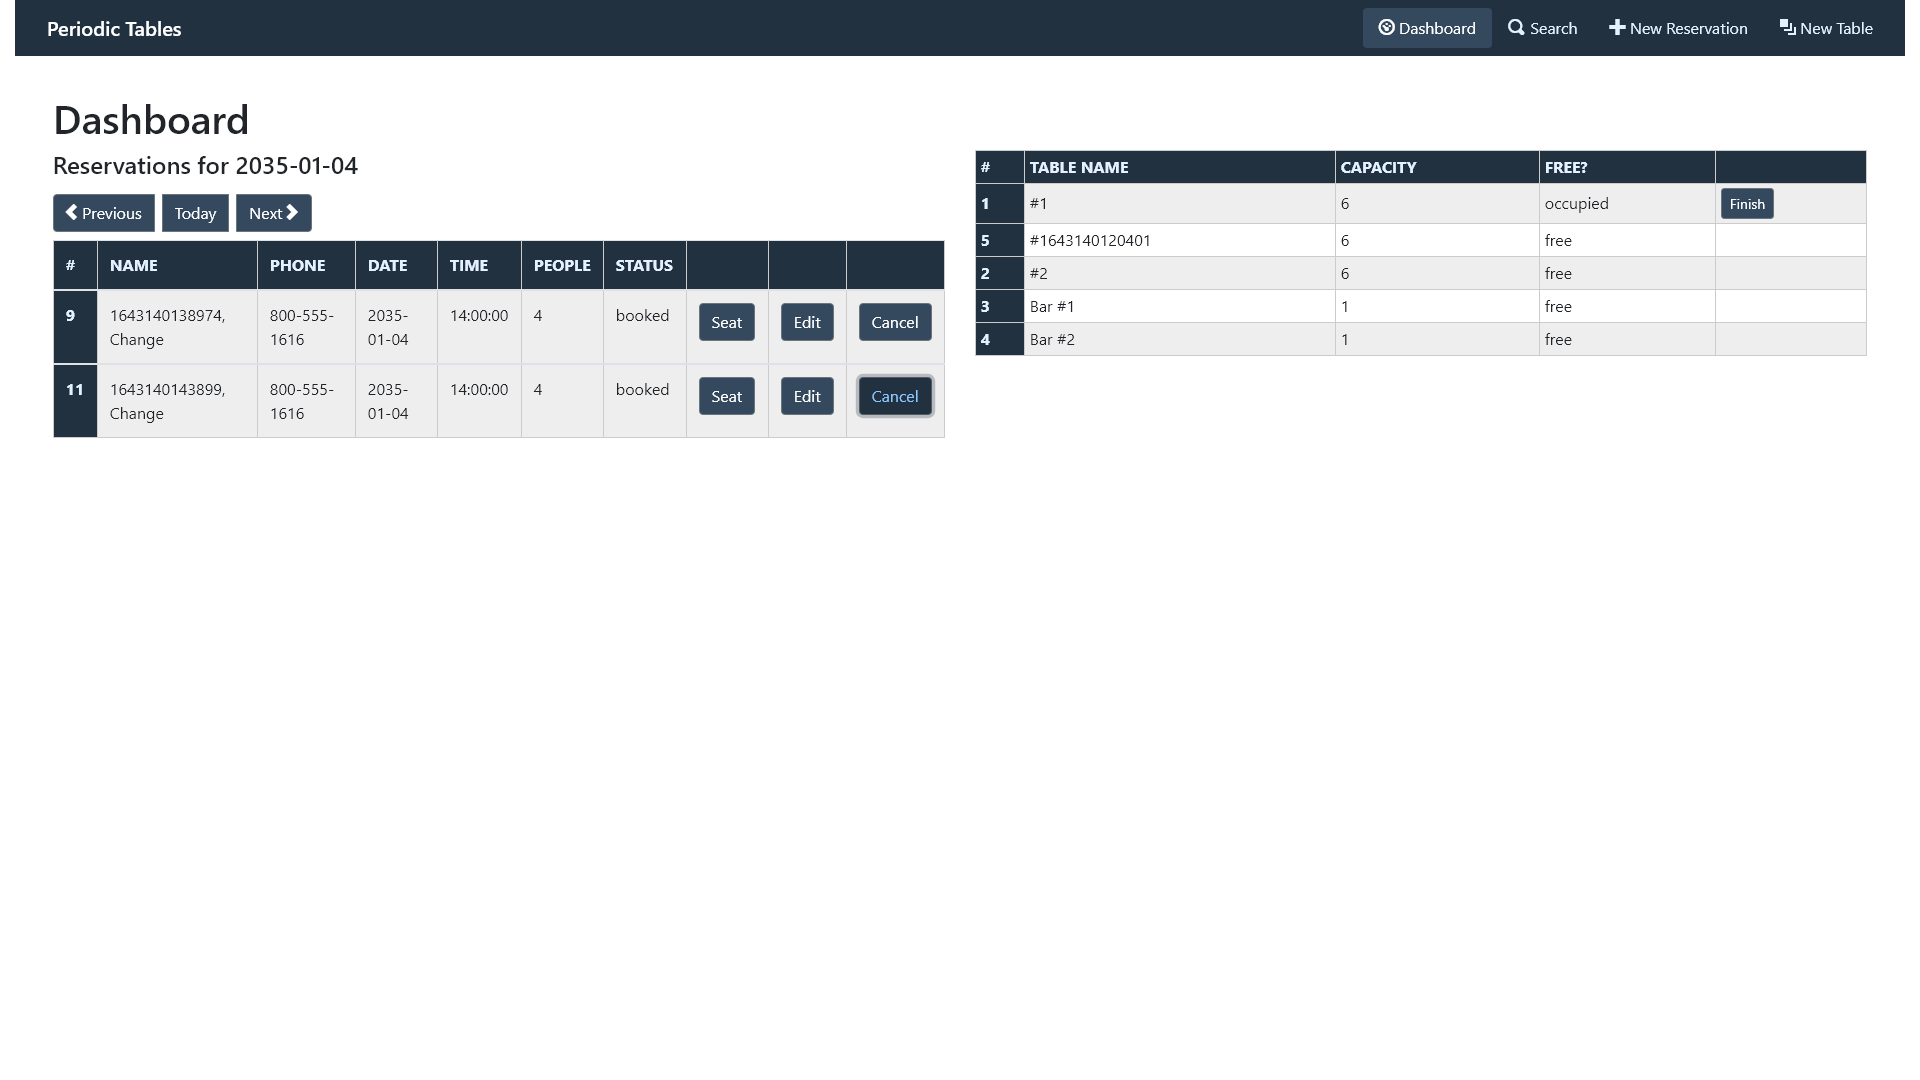 Periodic Tables
Dashboard
Search
New Reservation
New Table
Dashboard
Reservations for 2035-01-04
Previous
Today
Next
# NAME PHONE DATE TIME PEOPLE STATUS
9 1643140138974, 800-555- 2035- 14:00:00 4 booked Seat Edit Cancel
Change 1616 01-04
11 1643140143899, 800-555- 2035- 14:00:00 4 booked Seat Edit Cancel
Change 1616 01-04
# TABLE NAME CAPACITY FREE?
1 #1 6 occupied Finish
5 #1643140120401 6 free
2 #2 6 free
3 Bar #1 1 free
4 Bar #2 1 free